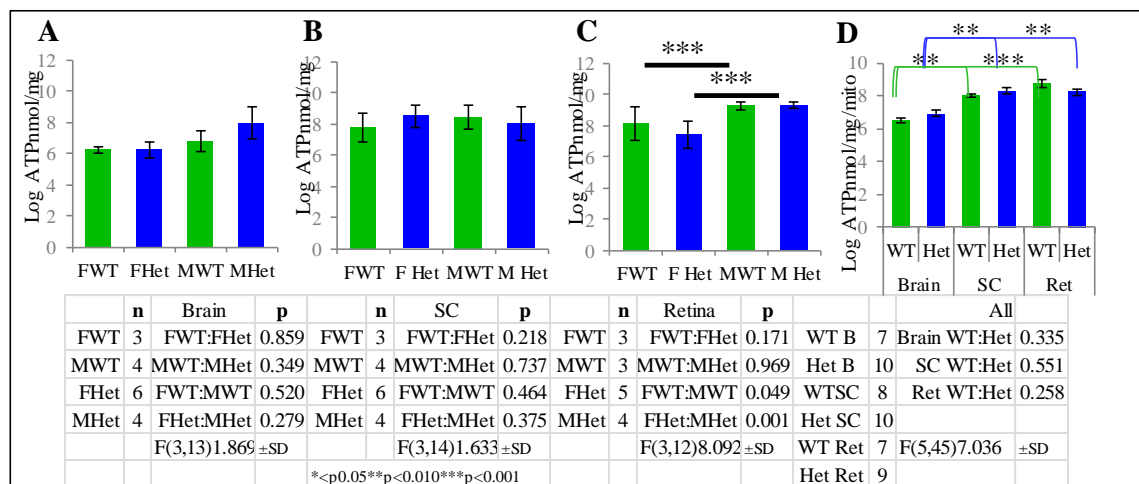 A
B
C
D
Log ATPnmol/mg
12
10
8
6
4
2
0
FWT FHet MWT MHet
Log ATPnmol/mg
12
10
8
6
4
2
0
FWT F Het MWT M Het
***
***
Log ATPnmol/mg
12
10
8
6
4
2
0
FWT F Het MWT M Het
** **
** ***
Log ATPnmol/mg/mito
10
8
6
4
2
0
WT Het WT Het WT Het
Brain SC Ret
n Brain p n SC p n Retina p All
FWT 3 FWT:FHet 0.859 FWT 3 FWT:FHet 0.218 FWT 3 FWT:FHet 0.171 WT B 7 Brain WT:Het 0.335
MWT 4 MWT:MHet 0.349 MWT 4 MWT:MHet 0.737 MWT 3 MWT:MHet 0.969 Het B 10 SC WT:Het 0.551
FHet 6 FWT:MWT 0.520 FHet 6 FWT:MWT 0.464 FHet 5 FWT:MWT 0.049 WTSC 8 Ret WT:Het 0.258
MHet 4 FHet:MHet 0.279 MHet 4 FHet:MHet 0.375 MHet 4 FHet:MHet 0.001 Het SC 10
F(3,13)1.869 ±SD F(3,14)1.633 ±SD F(3,12)8.092 ±SD WT Ret 7 F(5,45)7.036 ±SD
*<p0.05**p<0.010***p<0.001 Het Ret 9